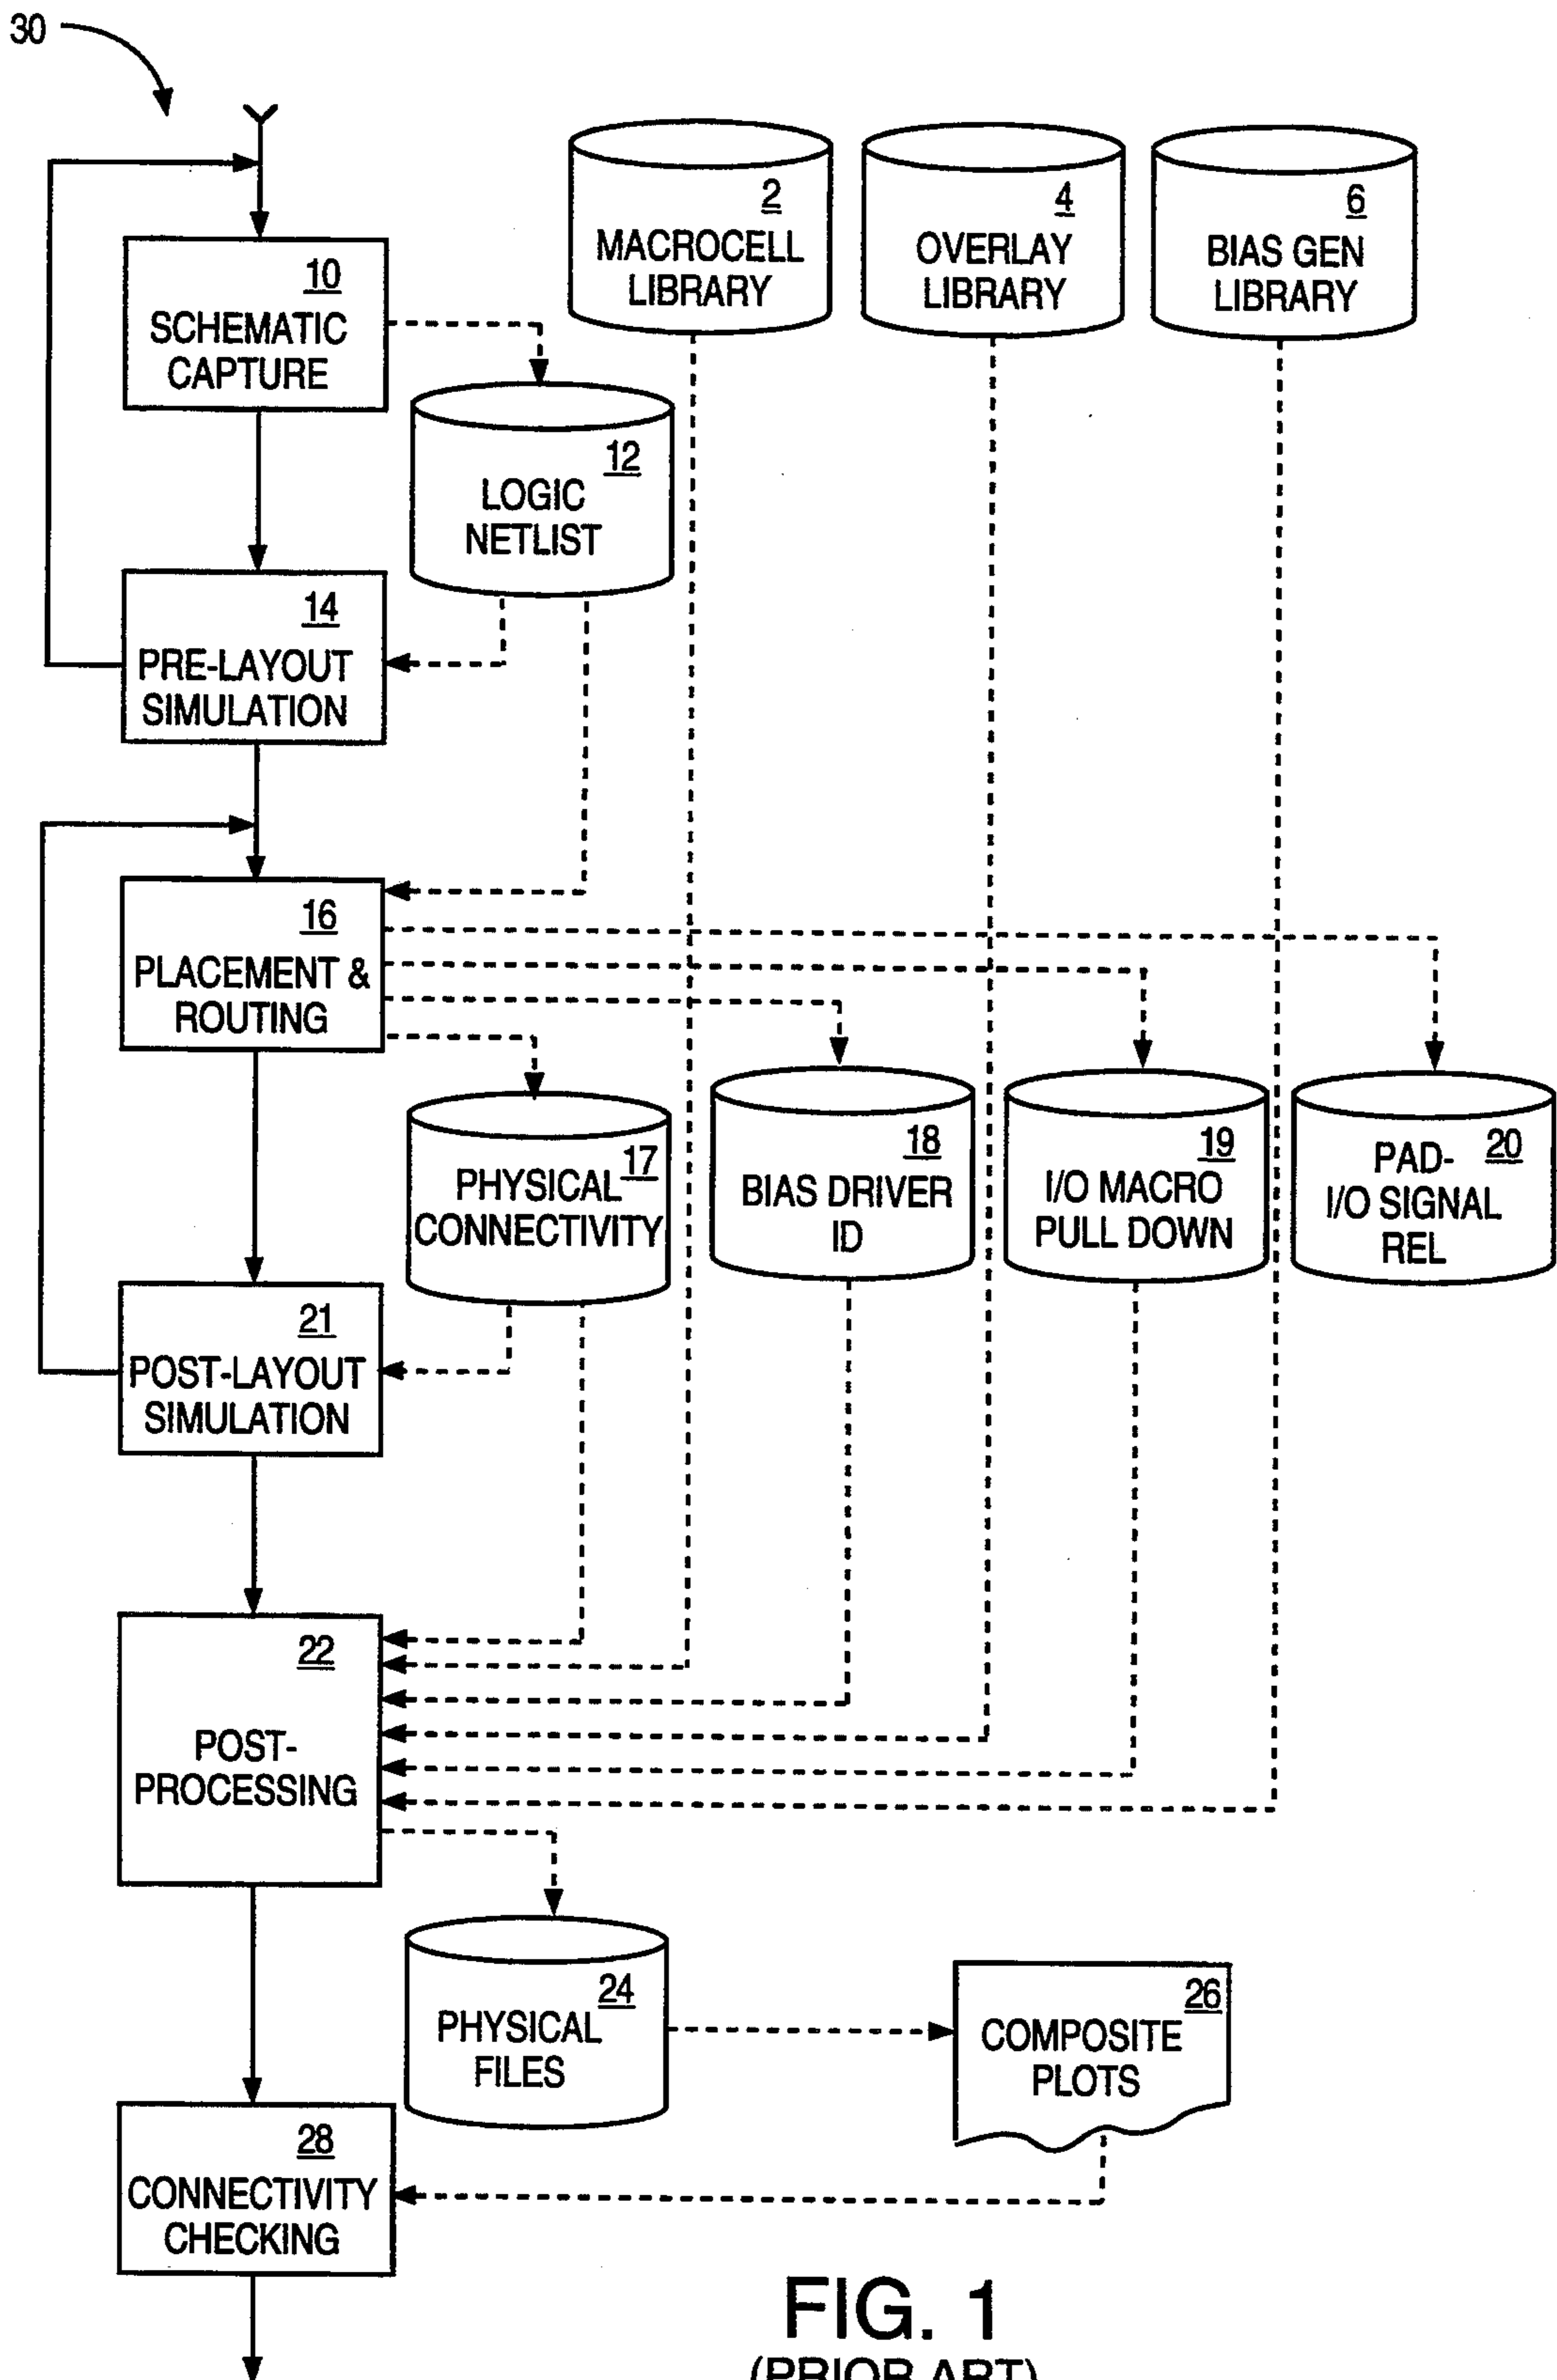 30
2
MACROCELL
LIBRARY
4
OVERLAY
LIBRARY
6
BIAS GEN
LIBRARY
10
SCHEMATIC
CAPTURE
12
LOGIC
NETLIST
14
PRE-LAYOUT
SIMULATION
16
PLACEMENT &
ROUTING
17
PHYSICAL
CONNECTIVITY
18
BIAS DRIVER
ID
19
I/O MACRO
PULL DOWN
PAD- 20
I/O SIGNAL
REL
21
POST-LAYOUT
SIMULATION
22
POST-
PROCESSING
24
PHYSICAL
FILES
26
COMPOSITE
PLOTS
28
CONNECTIVITY
CHECKING
FIG. 1
(PRIOR ART)